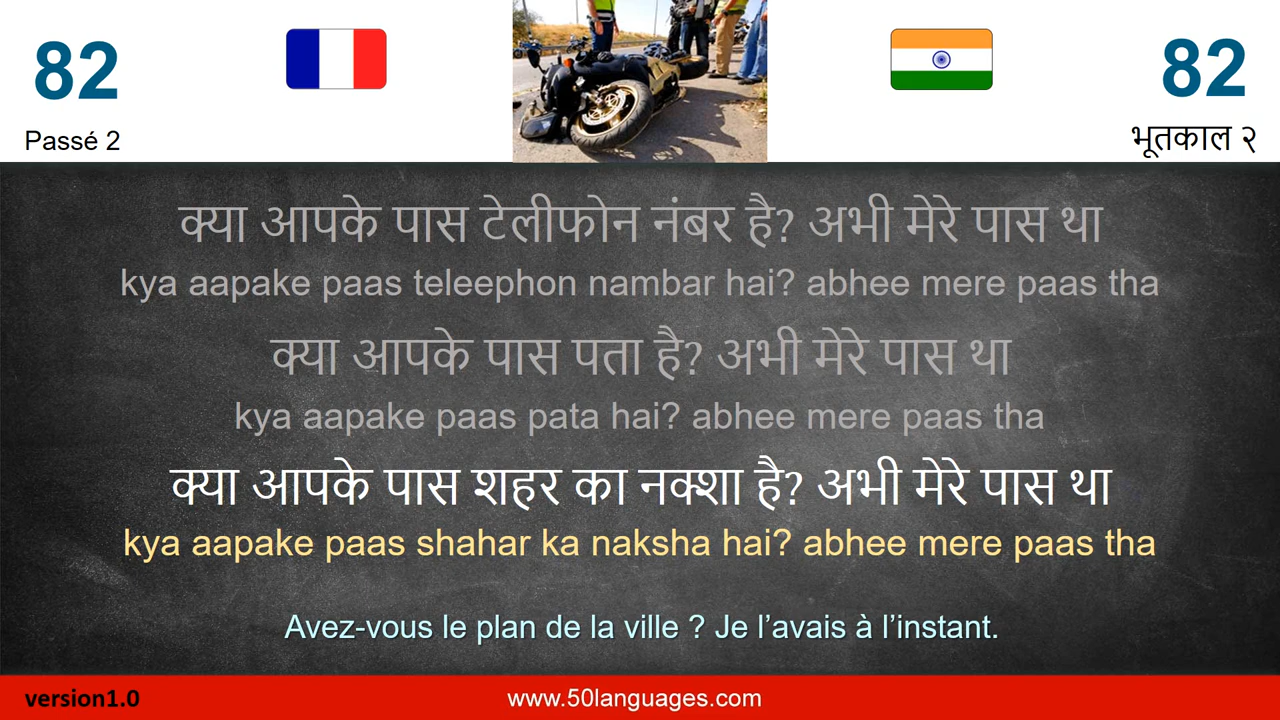 82
82
Passé 2
भूतकाल २
क्या आपके पास टेलीफोन नंबर है? अभी मेरे पास था
kya aapake paas teleephon nambar hai? abhee mere paas tha
क्या आपके पास पता है? अभी मेरे पास था
kya aapake paas pata hai? abhee mere paas tha
क्या आपके पास शहर का नक्शा है? अभी मेरे पास था
kya aapake paas shahar ka naksha hai? abhee mere paas tha
Avez-vous le plan de la ville ? Je l’avais à l’instant.
version1.0
www.50languages.com